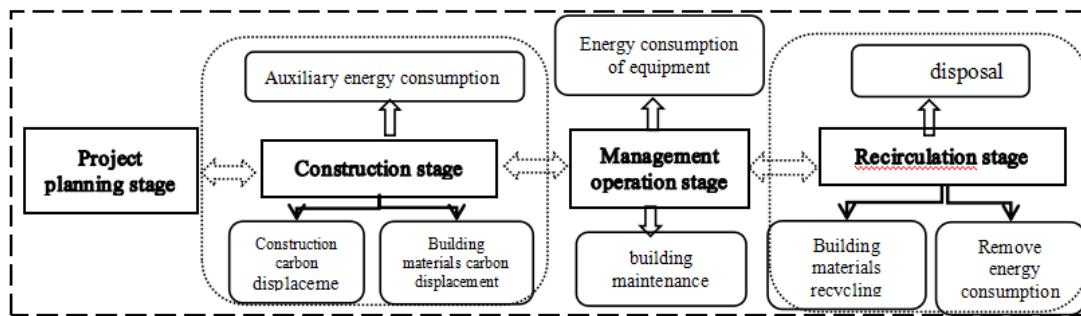 Auxiliary energy consumption
Energy consumption
of equipment
disposal
Project
planning stage
Construction stage
Management
operation stage
Recirculation stage
Construction
carbon
displaceme
Building
materials carbon
displacement
building
maintenance
Building
materials
recycling
Remove
energy
consumption